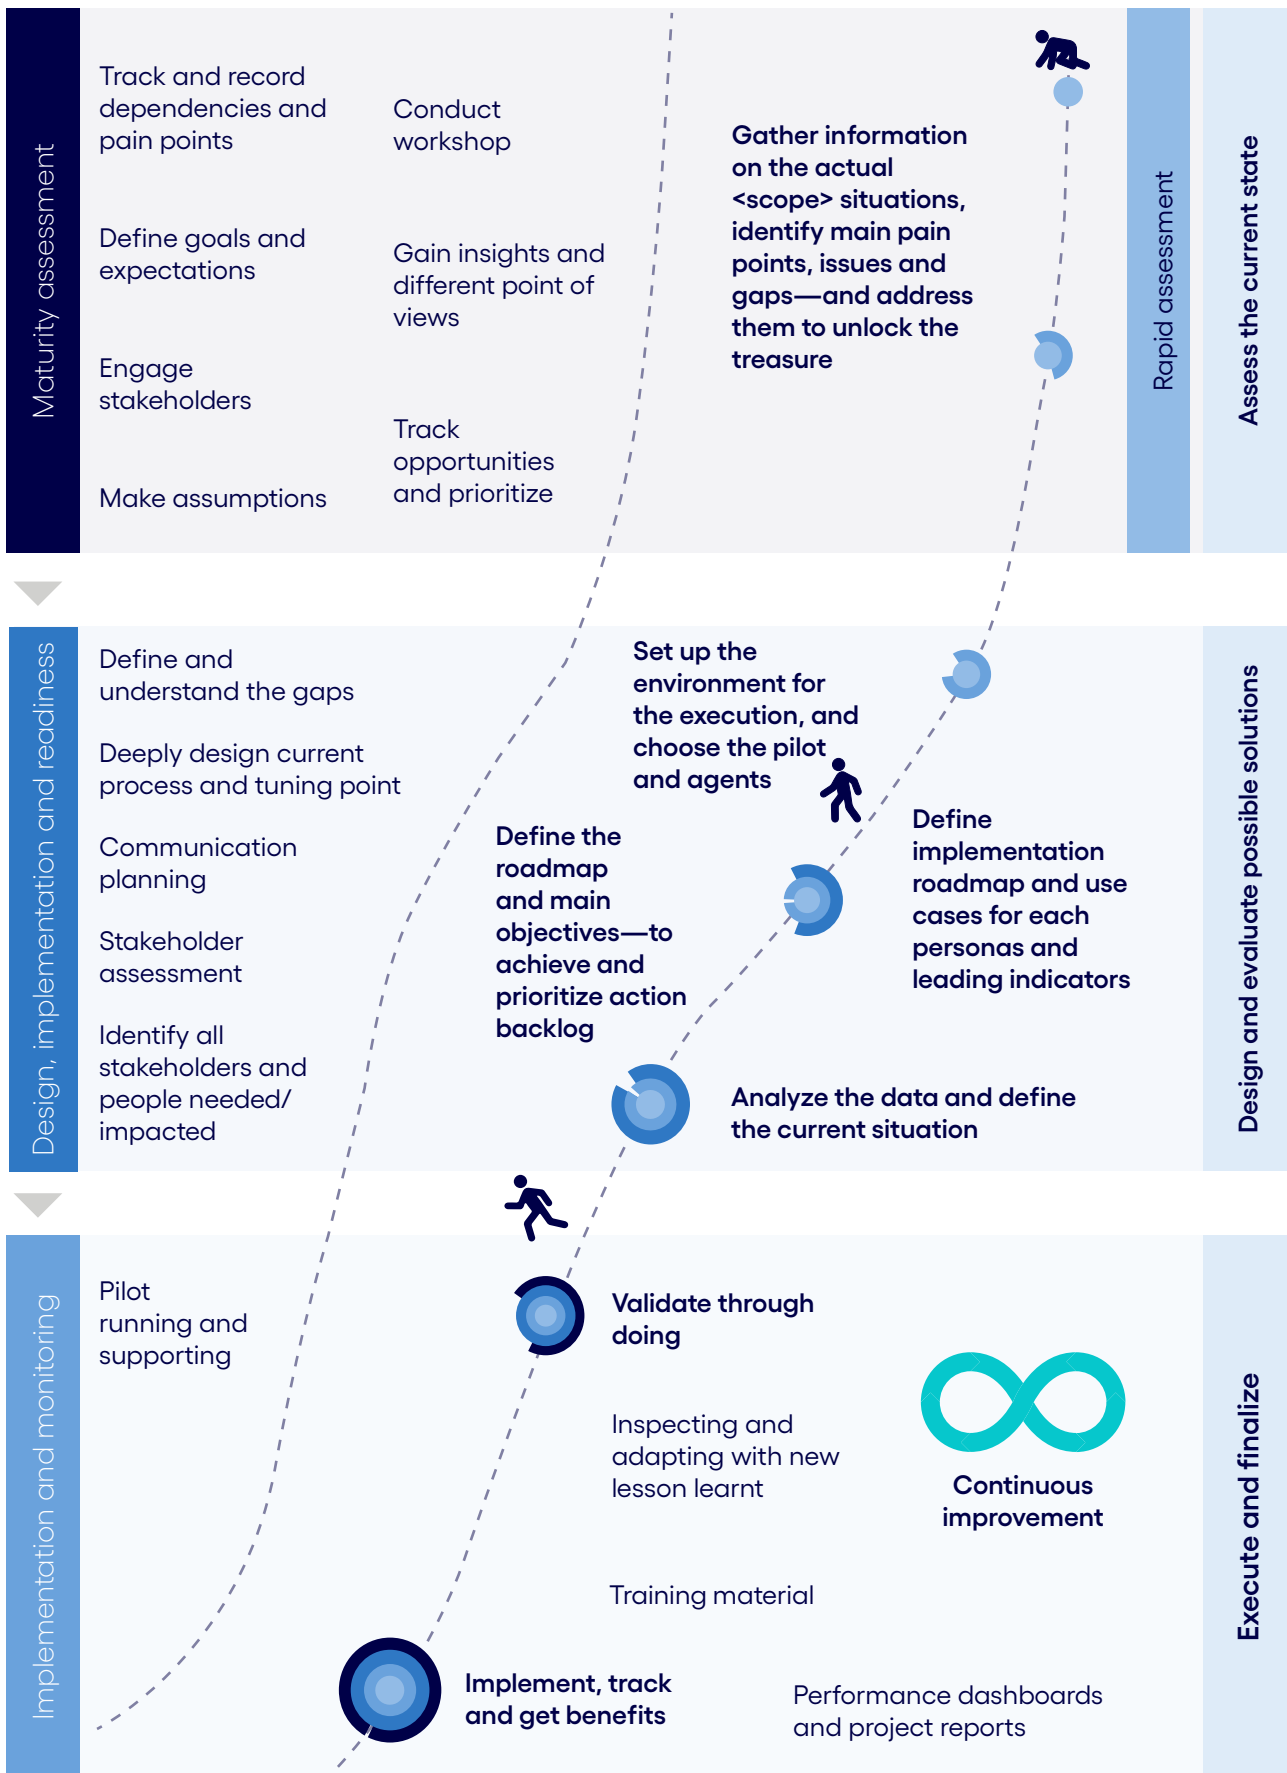 Maturity assessment
Track and record
dependencies and
pain points
Define goals and
expectations
Engage
stakeholders
Make assumptions
Conduct
workshop
Gain insights and
different point of
views
Track
opportunities
and prioritize
Gather information
on the actual
<scope> situations,
identify main pain
points, issues and
gaps—and address
them to unlock the
treasure
Rapid assessment
Assess the current state
Design, implementation and readiness
Define and
understand the gaps
Deeply design current
process and tuning point
Communication
planning
Stakeholder
assessment
Identify all
stakeholders and
people needed/
impacted
Set up the
environment for
the execution, and
choose the pilot
and agents
Define the
roadmap
and main
objectives—to
achieve and
prioritize action
backlog
Define
implementation
roadmap and use
cases for each
personas and
leading indicators
Analyze the data and define
the current situation
Design and evaluate possible solutions
Implementation and monitoring
Pilot
running and
supporting
Validate through
doing
Inspecting and
adapting with new
lesson learnt
Continuous
improvement
Training material
Implement, track
and get benefits
Performance dashboards
and project reports
Execute and finalize